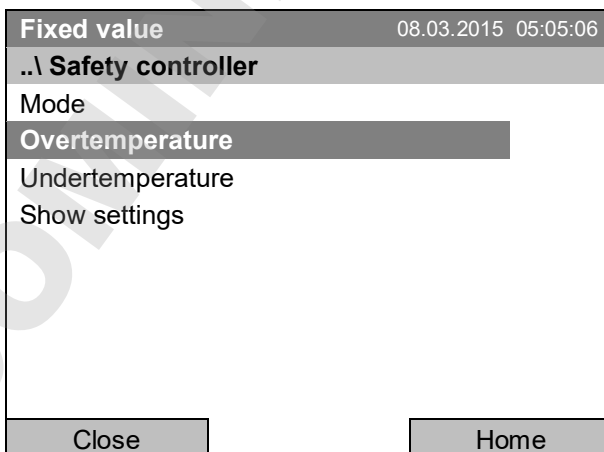 Fixed value 08.03.2015 05:05:06
..\ Safety controller
Mode
Overtemperature
Undertemperature
Show settings
Close Home